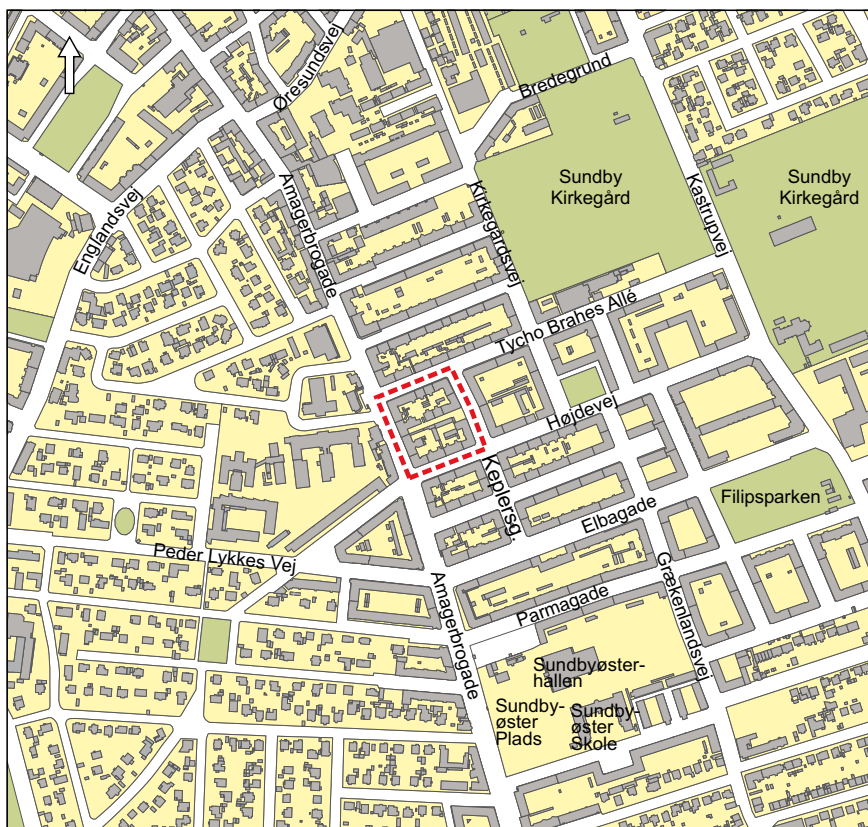 Øresundsvej
Bredegrund
Amagerbrogade
Englandsvej
Kirkegårdsvej
Sundby
Kirkegård
Kastrupvej
Sundby
Kirkegård
Tycho Brahes Allé
Højdevej
Keplersg.
Elbagade
Filipsparken
Peder Lykkes Vej
Amagerbrogade
Parmagade
Grækenlandsvej
Sundbyøster-
hallen
Sundby-
øster
Plads
Sundby-
øster
Skole